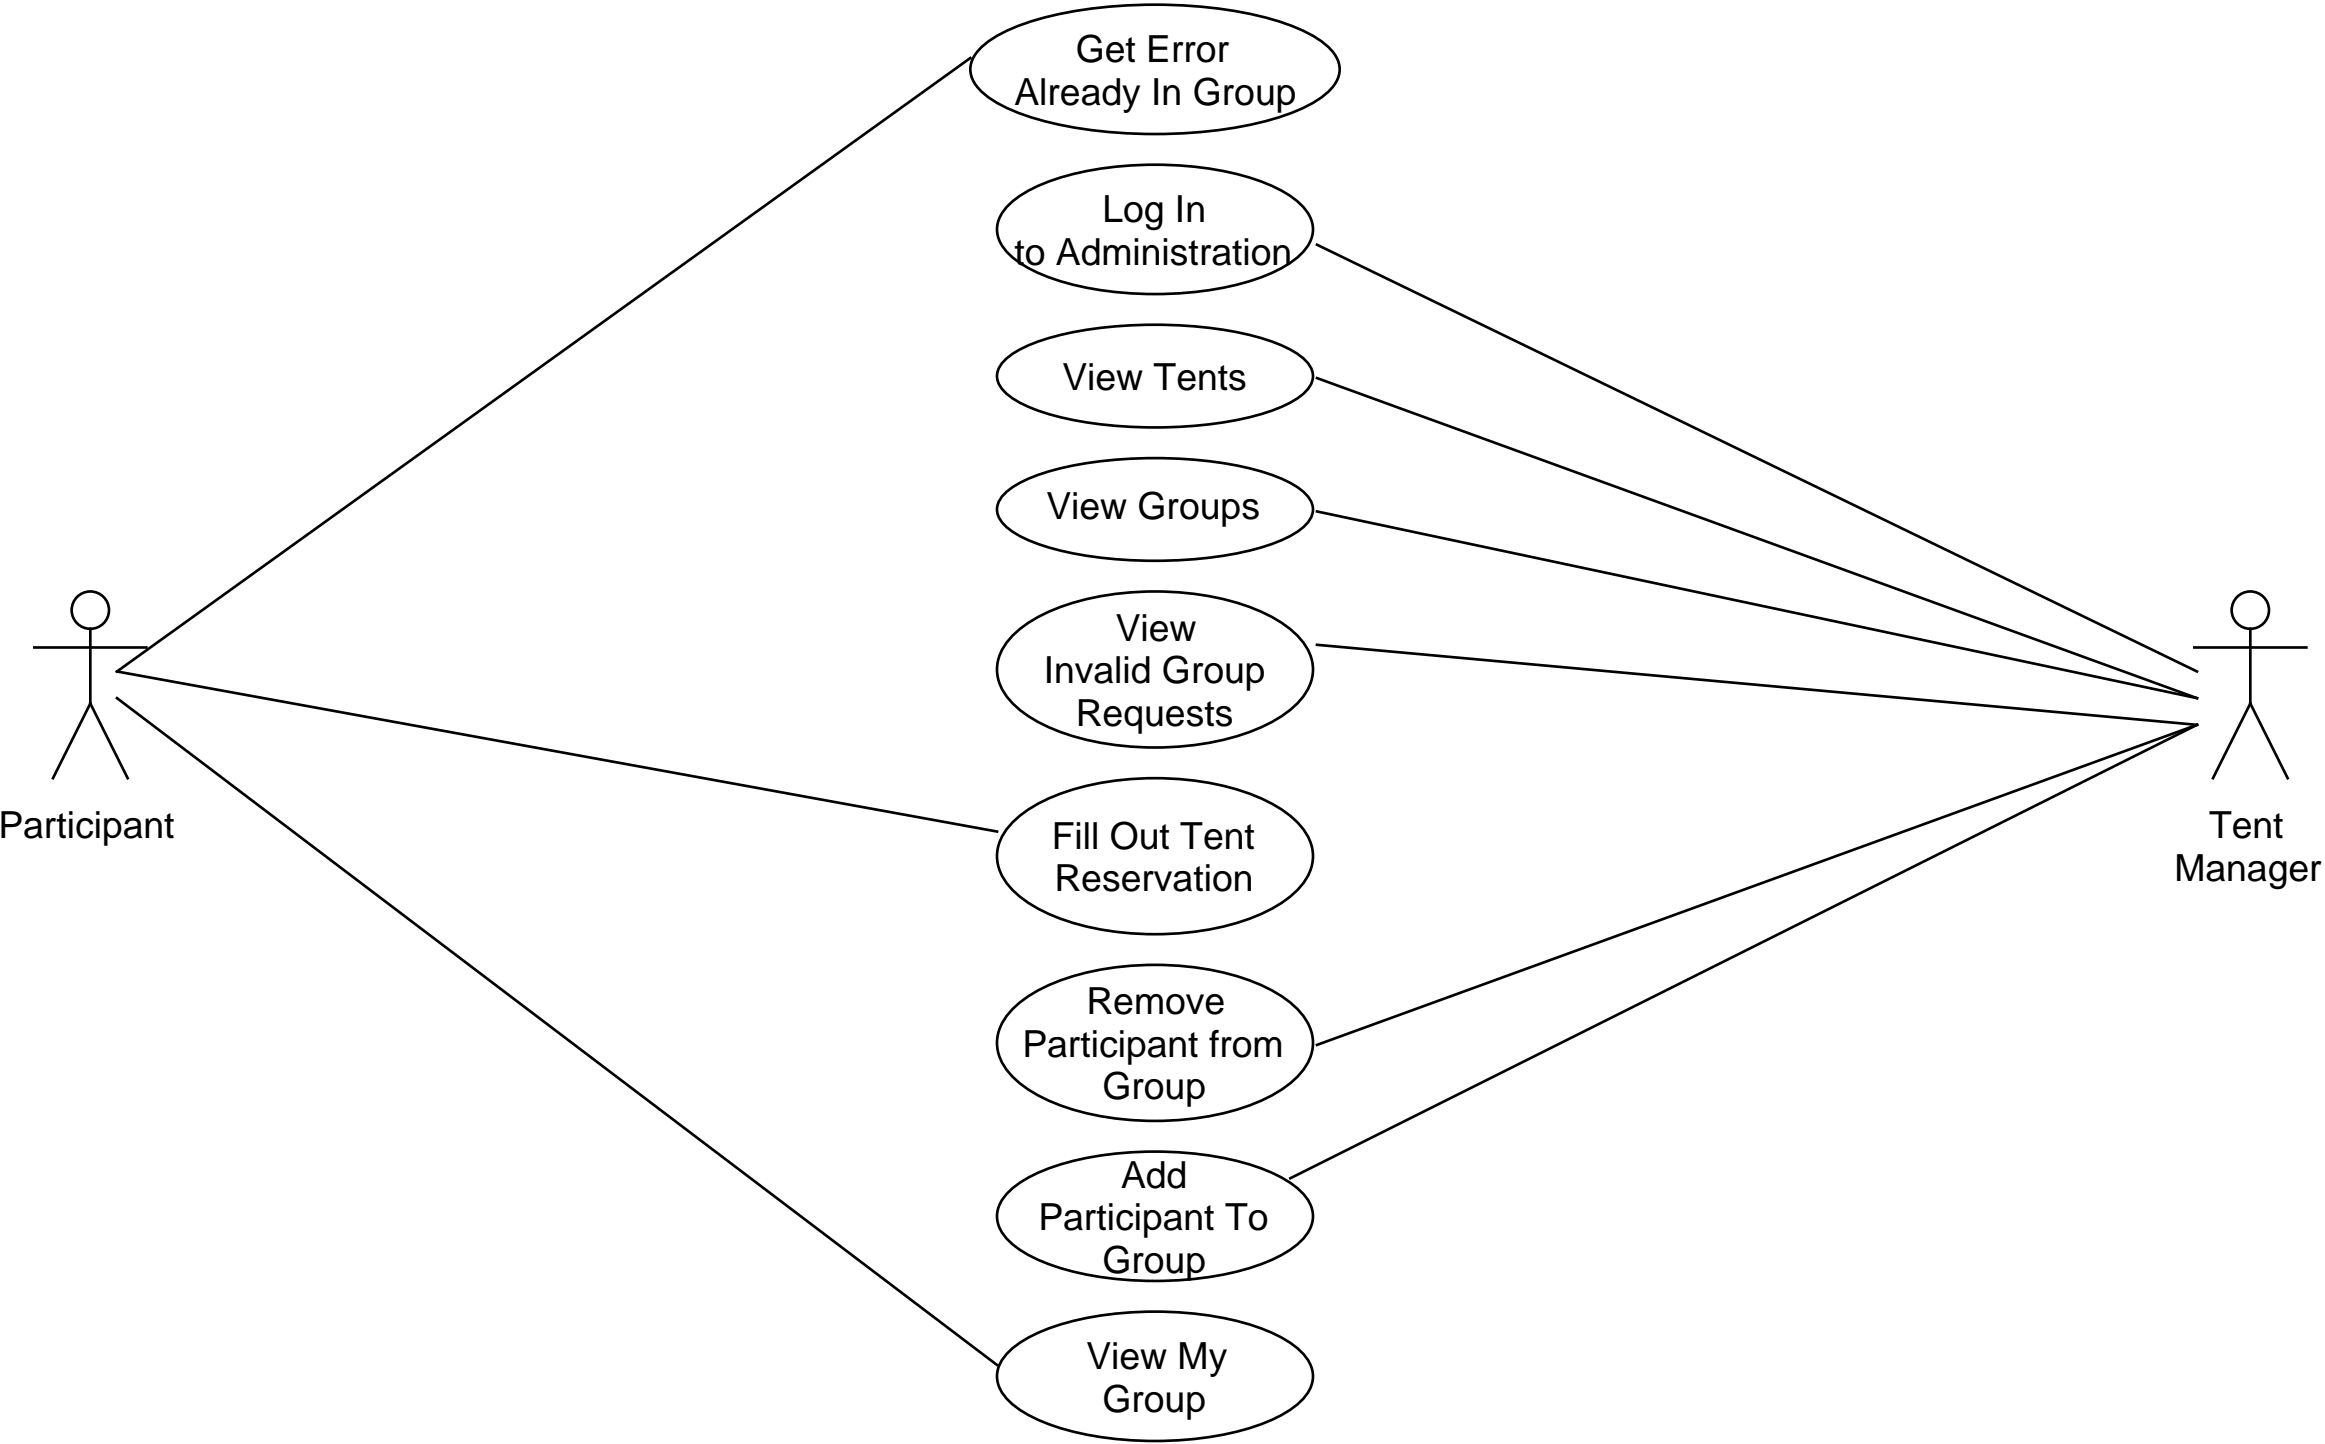 Get Error
Already In Group
Log In
to Administration
View Tents
View Groups
View
Invalid Group
Requests
Participant
Fill Out Tent
Reservation
Tent
Manager
Remove
Participant from
Group
Add
Participant To
Group
View My
Group